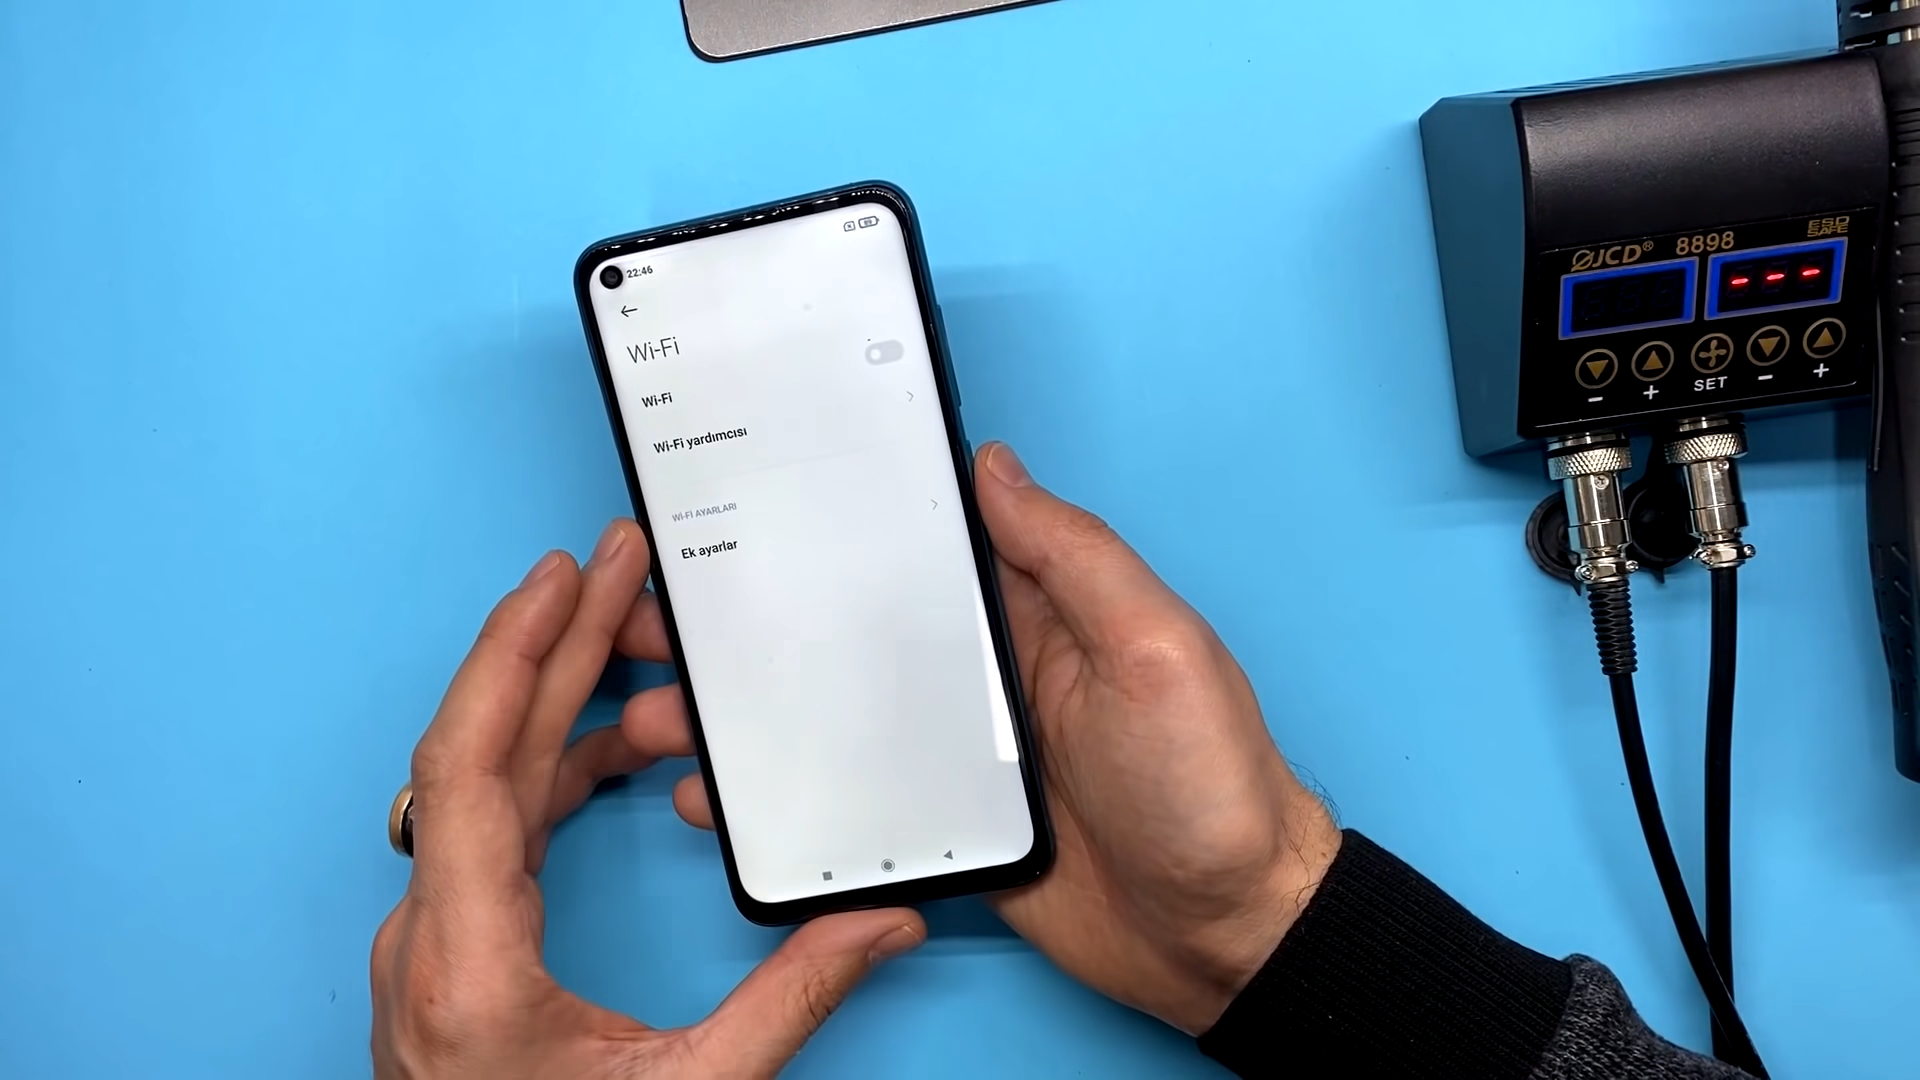 22:46
Wi-Fi
Wi-Fi
Wi-Fi yardımcısı
Wi-Fi AYARLARI
Ek ayarlar
JCD® 8898
ESD
SAFE
- + SET - +